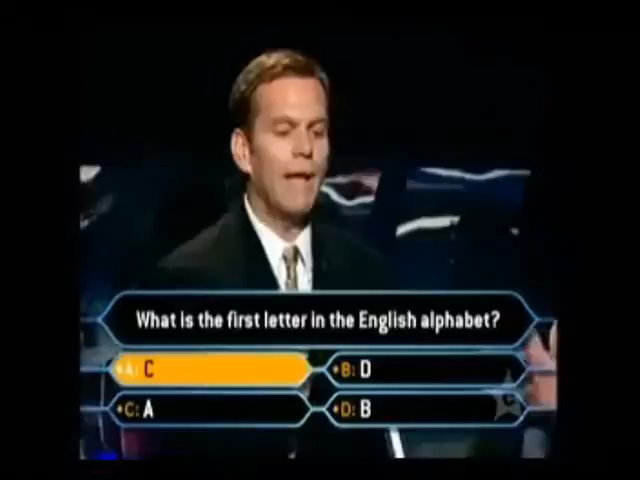 What is the first letter in the English alphabet?
A: C
B: D
C: A
D: B